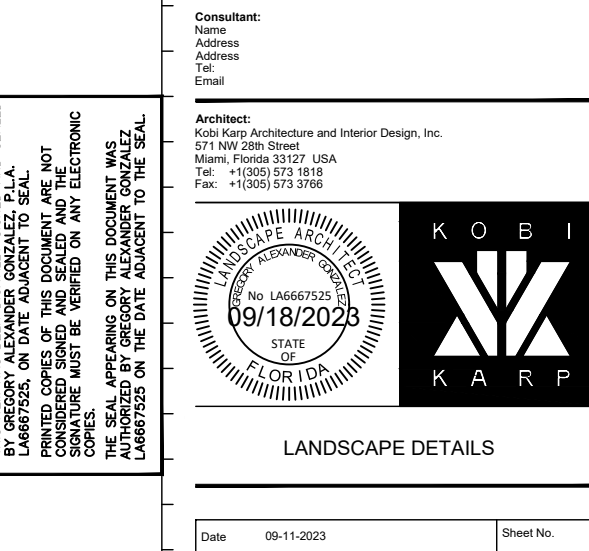 Consultant:
Name
Address
Address
Tel:
Email
Architect:
Kobi Karp Architecture and Interior Design, Inc.
571 NW 28th Street
Miami, Florida 33127 USA
Tel: +1(305) 573 1818
Fax: +1(305) 573 3766
BY GREGORY ALEXANDER GONZALEZ, P.L.A.
LA6667525, ON DATE ADJACENT TO SEAL.
PRINTED COPIES OF THIS DOCUMENT ARE NOT
CONSIDERED SIGNED AND SEALED AND THE
SIGNATURE MUST BE VERIFIED ON ANY ELECTRONIC
COPIES.
THE SEAL APPEARING ON THIS DOCUMENT WAS
AUTHORIZED BY GREGORY ALEXANDER GONZALEZ
LA6667525 ON THE DATE ADJACENT TO THE SEAL.
LANDSCAPE ARCHITECT
GREGORY ALEXANDER GONZALEZ
No LA6667525
09/18/2023
STATE
OF
FLORIDA
KOBI
KARP
LANDSCAPE DETAILS
Date 09-11-2023
Sheet No.